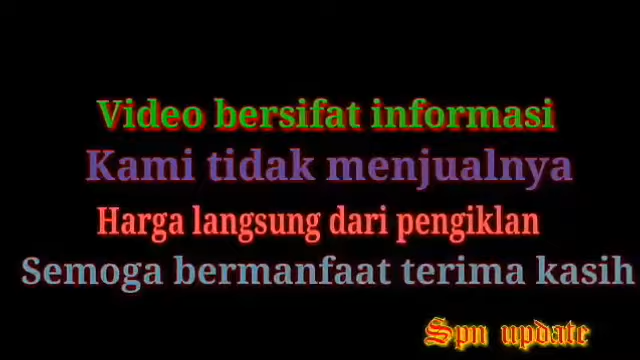 Video bersifat informasi
Kami tidak menjualnya
Harga langsung dari pengiklan
Semoga bermanfaat terima kasih
Spn update